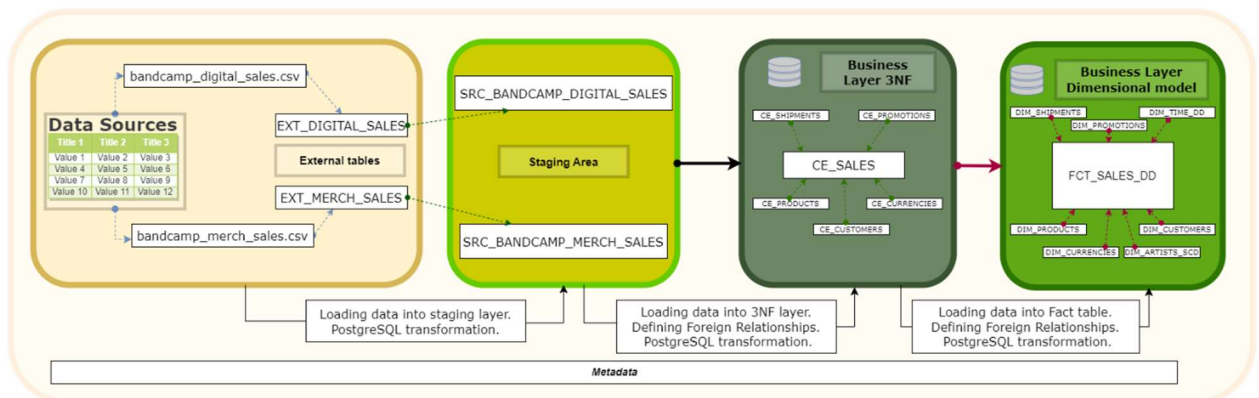 bandcamp_digital_sales.csv
Data Sources
Title 1 Title 2 Title 3
Value 1 Value 2 Value 3
Value 4 Value 5 Value 6
Value 7 Value 8 Value 9
Value 10 Value 11 Value 12
bandcamp_merch_sales.csv
EXT_DIGITAL_SALES
External tables
EXT_MERCH_SALES
SRC_BANDCAMP_DIGITAL_SALES
Staging Area
SRC_BANDCAMP_MERCH_SALES
Business
Layer 3NF
CE_SHIPMENTS
CE_PROMOTIONS
CE_SALES
CE_PRODUCTS
CE_CURRENCIES
CE_CUSTOMERS
Business Layer
Dimensional model
DIM_SHIPMENTS
DIM_TIME_DD
DIM_PROMOTIONS
FCT_SALES_DD
DIM_PRODUCTS
DIM_CUSTOMERS
DIM_CURRENCIES
DIM_ARTISTS_SCD
Loading data into staging layer.
PostgreSQL transformation.
Loading data into 3NF layer.
Defining Foreign Relationships.
PostgreSQL transformation.
Loading data into Fact table.
Defining Foreign Relationships.
PostgreSQL transformation.
Metadata